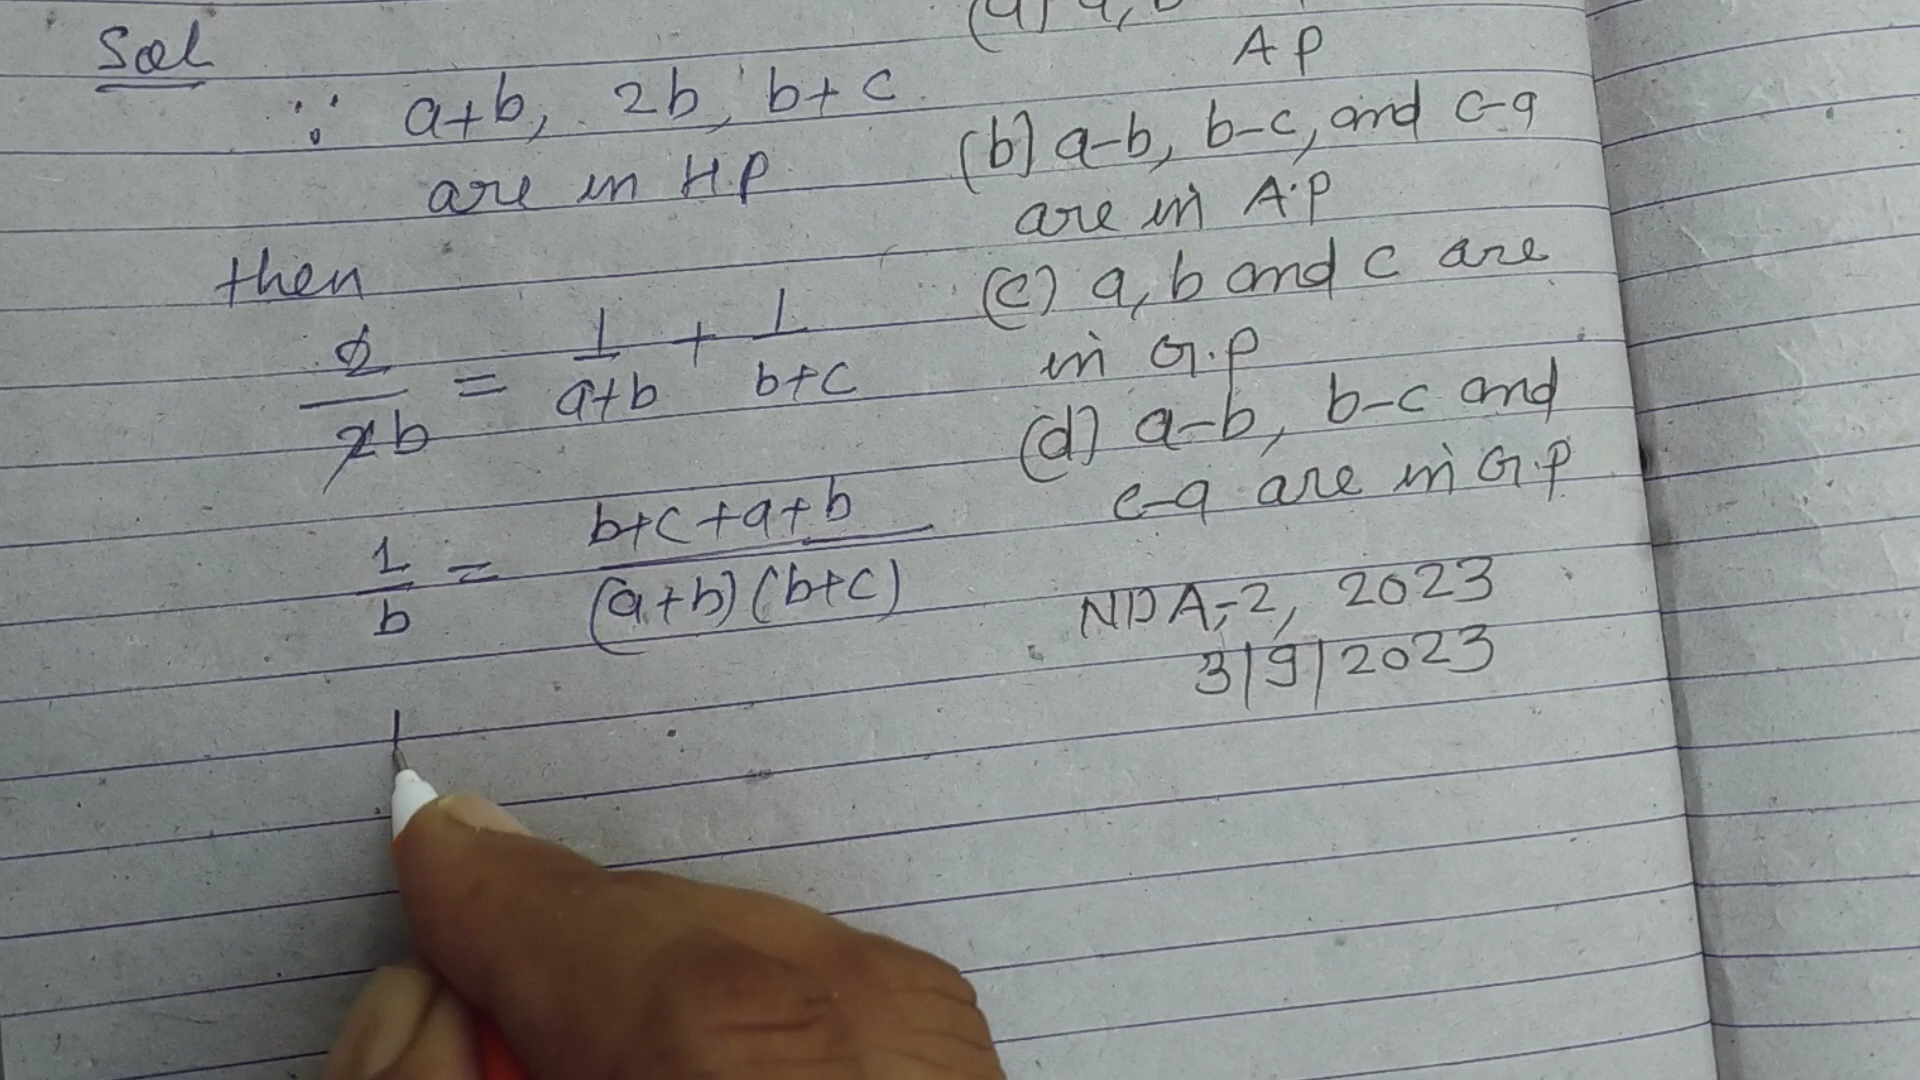 Sol
∵ a+b, 2b, b+c
are in H.P
then
2/2b = 1/a+b + 1/b+c
1/b = b+c+a+b/(a+b)(b+c)
1
A P
(b) a-b, b-c, and c-a
are in A.P
(c) a, b and c are
in G.P
(d) a-b, b-c and
c-a are in G.P
NDA,-2, 2023
3|9|2023